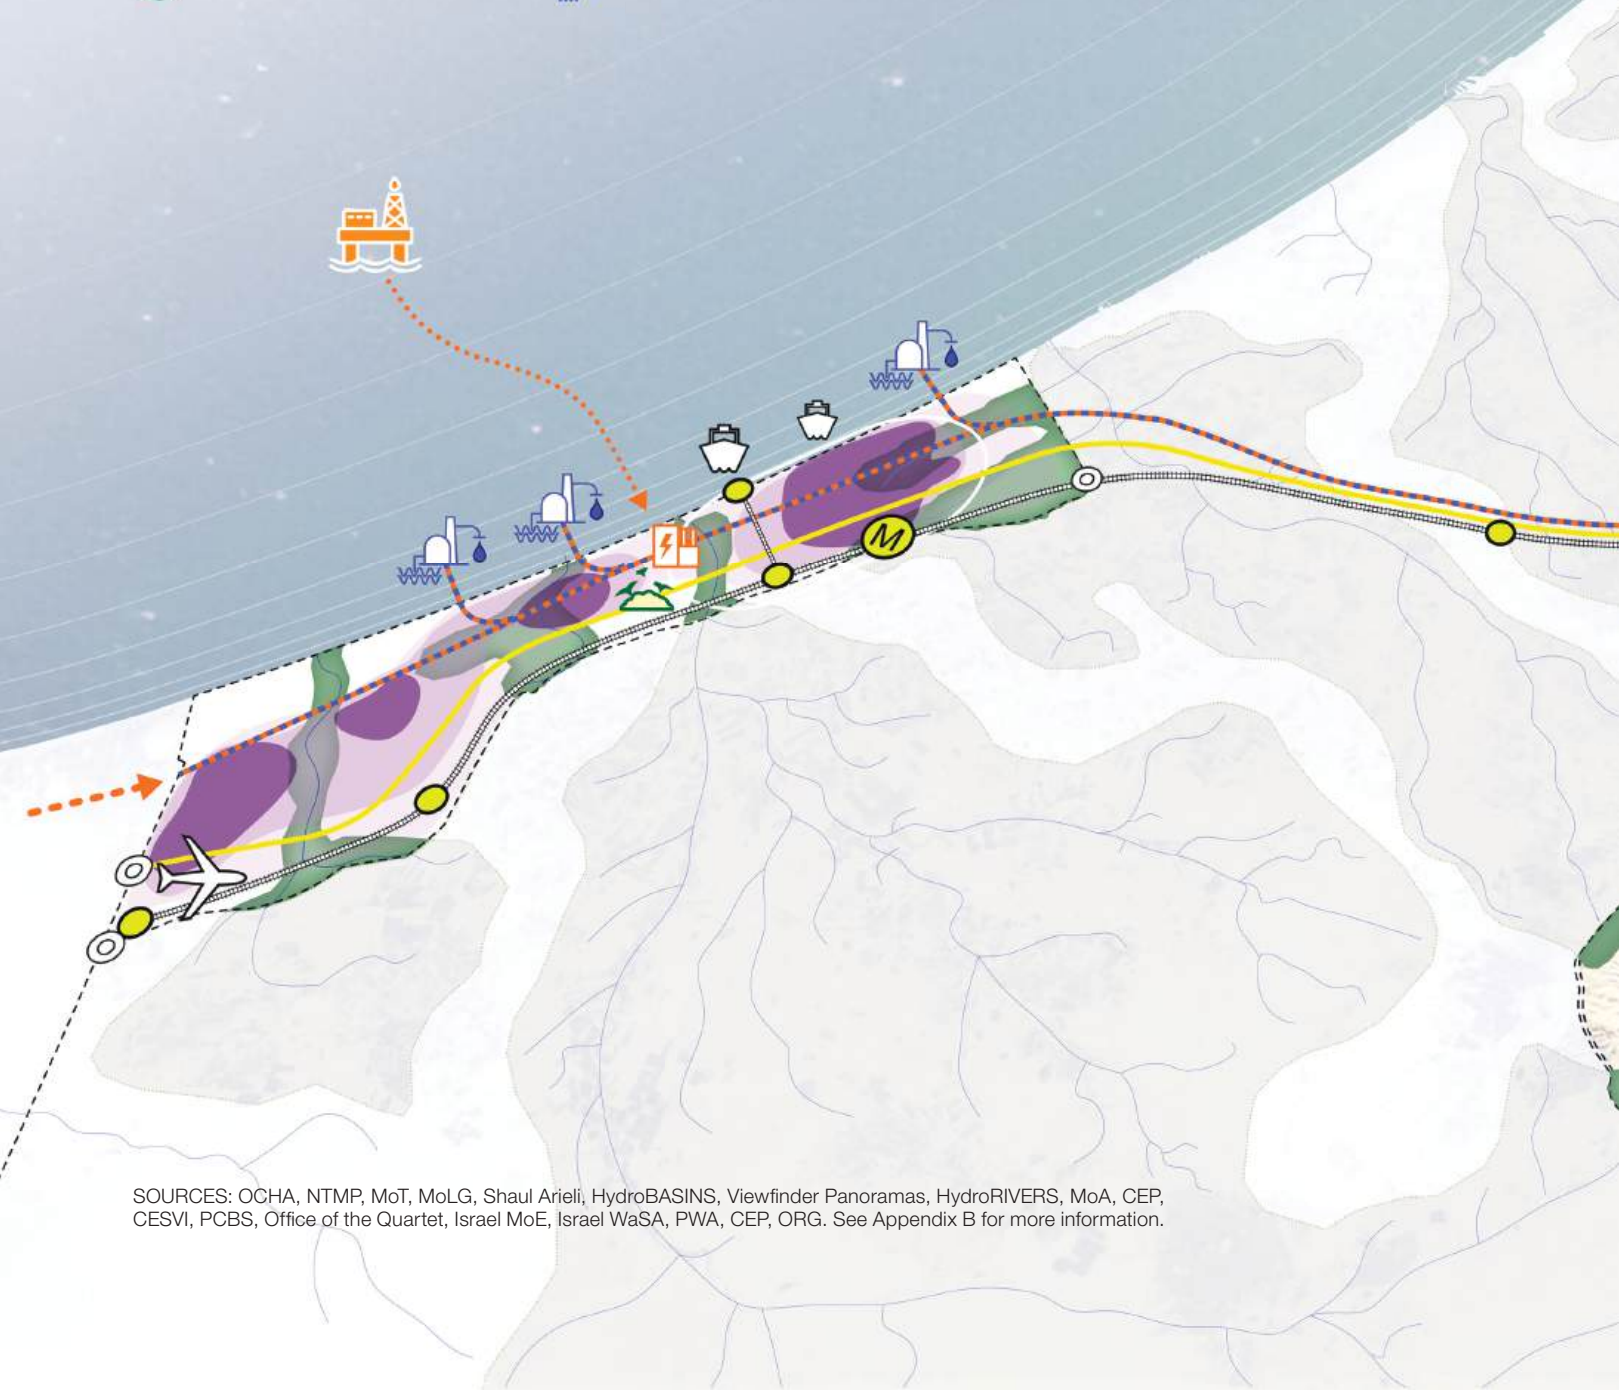 M
SOURCES: OCHA, NTMP, MoT, MoLG, Shaul Arieli, HydroBASINS, Viewfinder Panoramas, HydroRIVERS, MoA, CEP,
CESVI, PCBS, Office of the Quartet, Israel MoE, Israel WaSA, PWA, CEP, ORG. See Appendix B for more information.